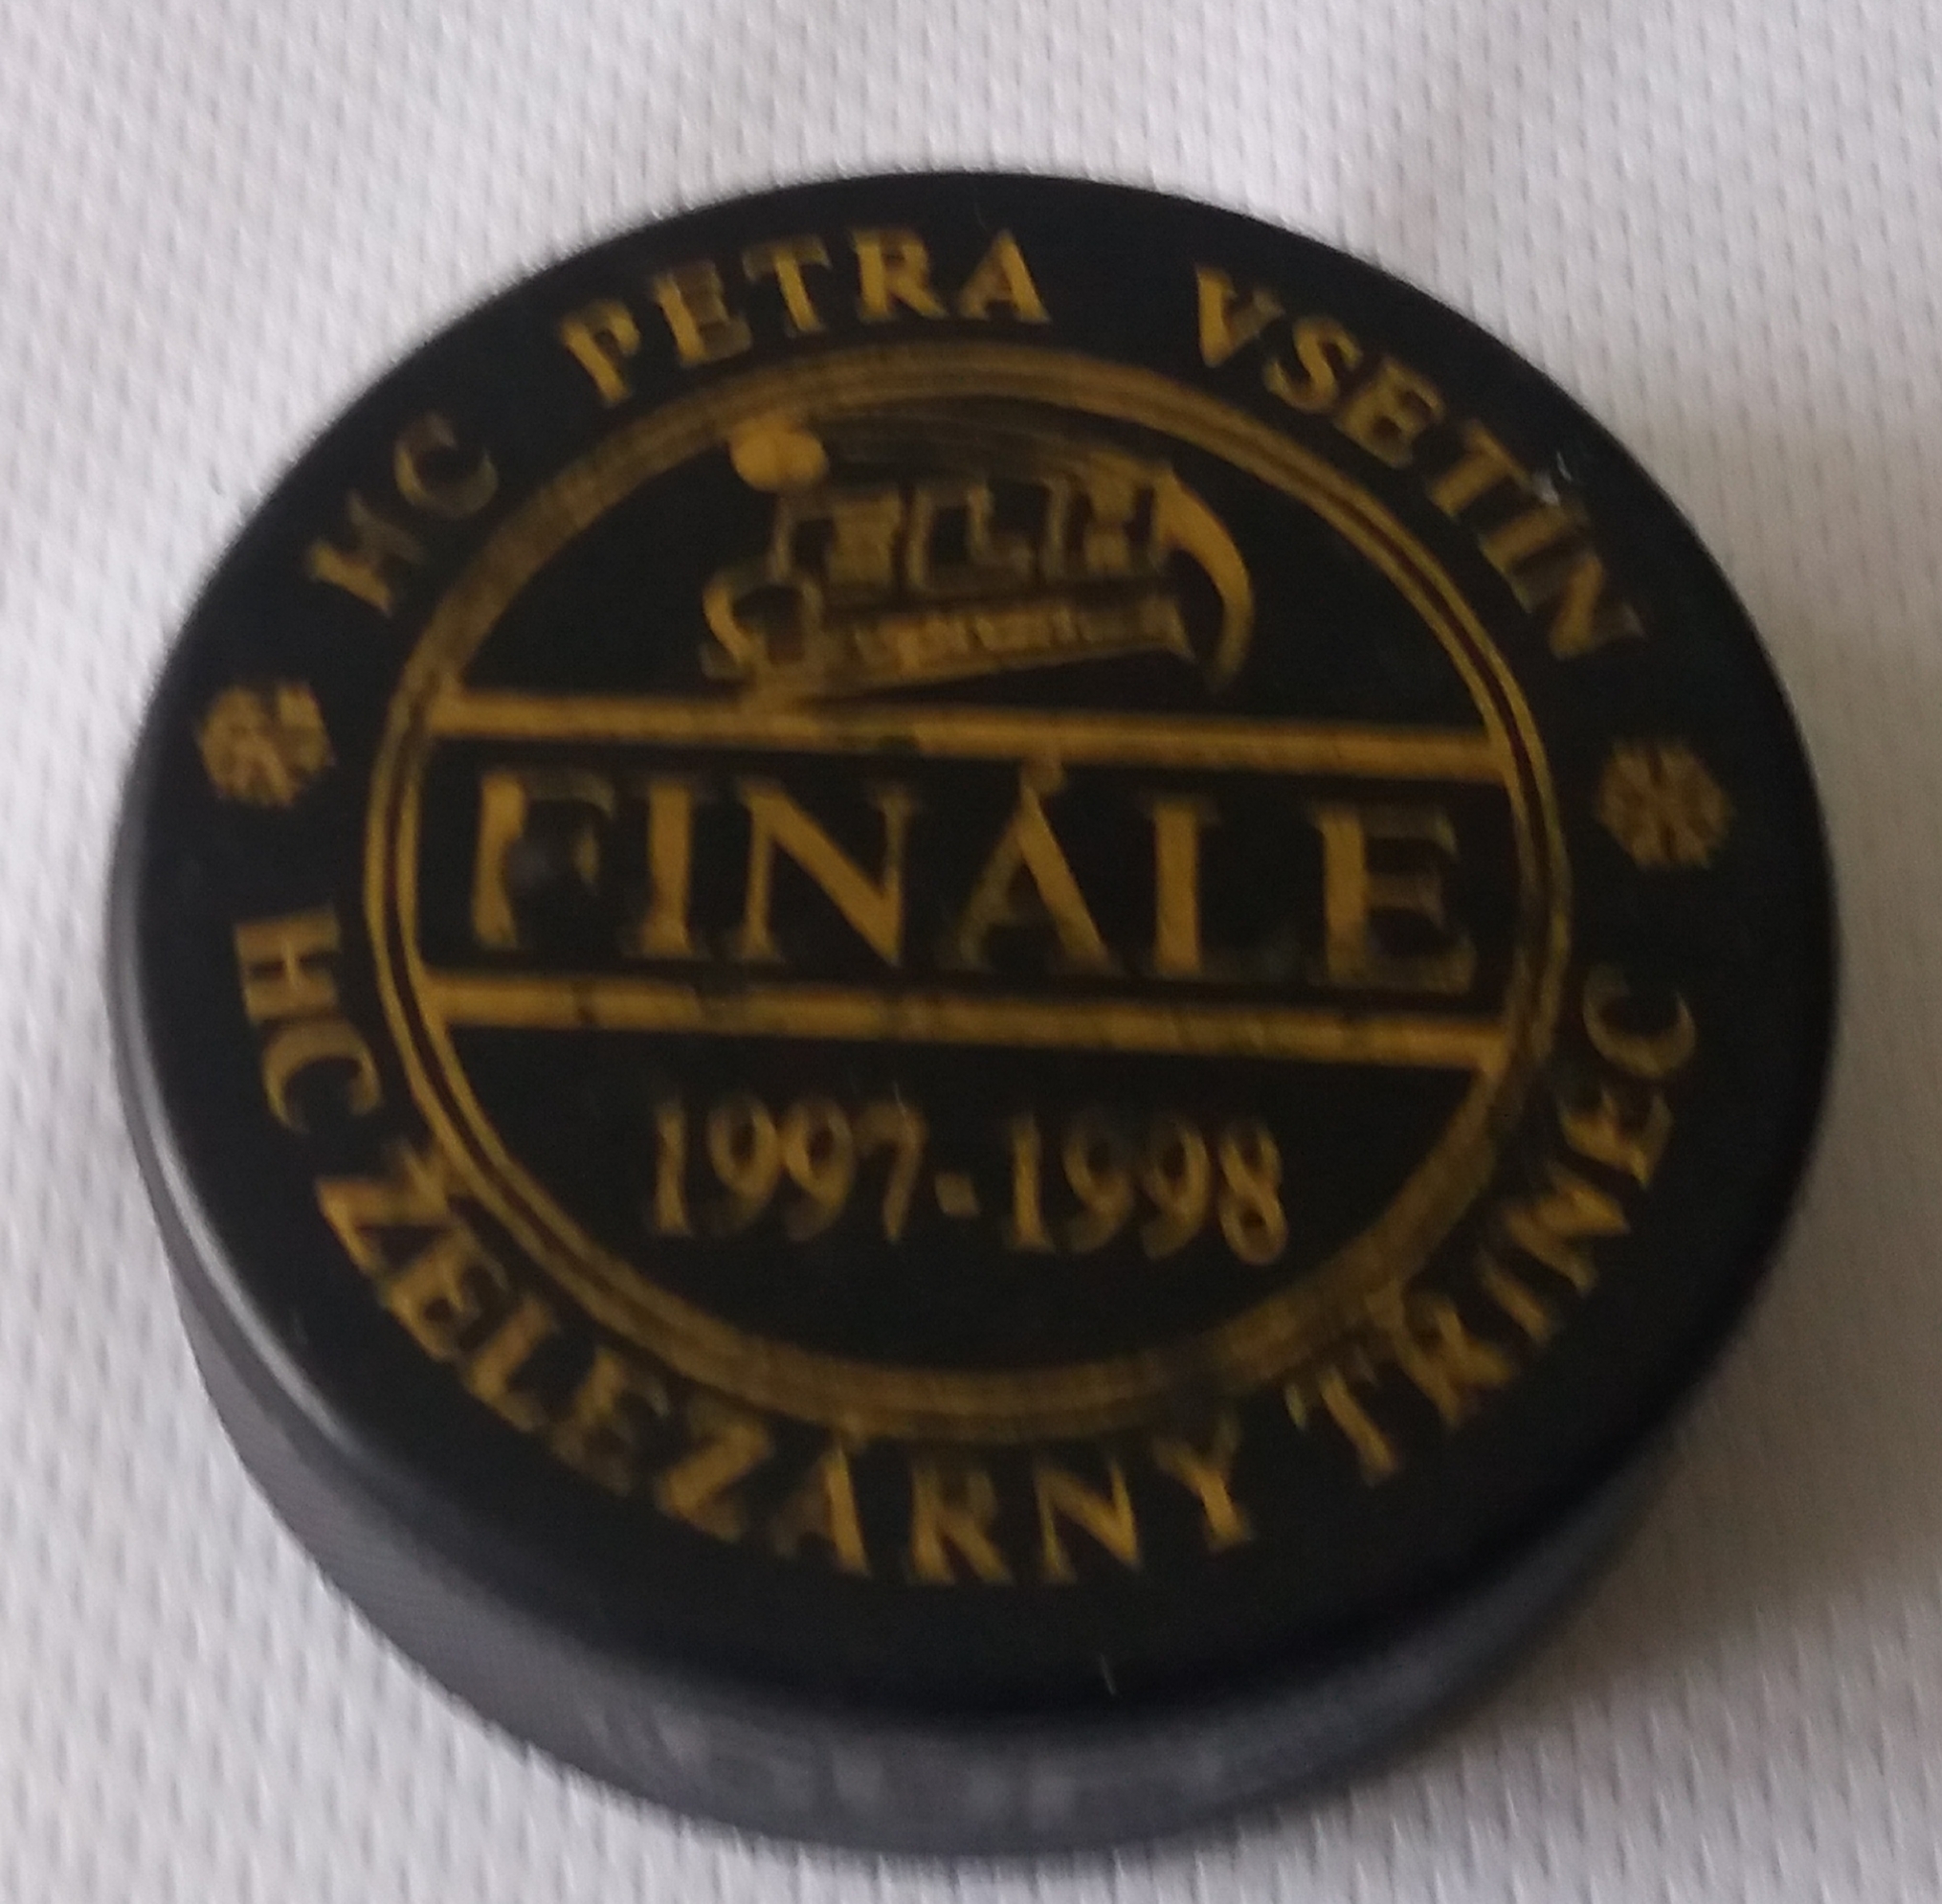 HC PETRA VSETÍN
FINÁLE
1997-1998
HC ŽELEZÁRNY TŘINEC